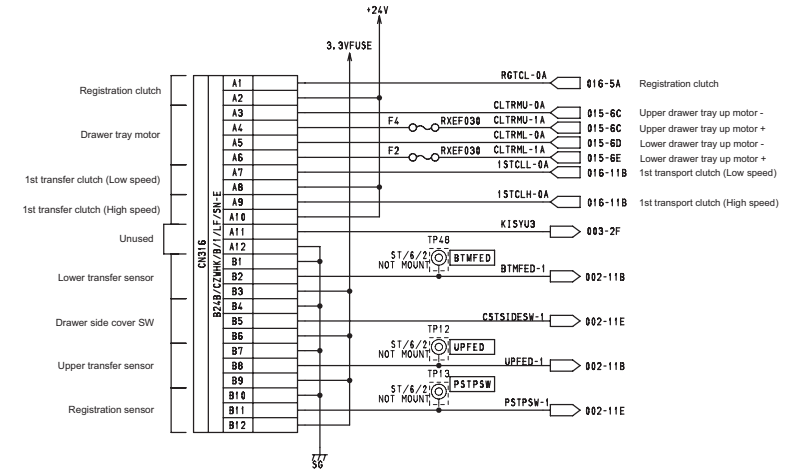 +24V
3.3VFUSE
Registration clutch
A1
RGTCL-0A
016-5A
Registration clutch
A2
Drawer tray motor
A3
CLTRMU-0A
015-6C
Upper drawer tray up motor -
A4
F4
RXEF030
CLTRMU-1A
015-6C
Upper drawer tray up motor +
A5
CLTRML-0A
015-6D
Lower drawer tray up motor -
A6
F2
RXEF030
CLTRML-1A
015-6E
Lower drawer tray up motor +
1st transfer clutch (Low speed)
A7
1STCLL-0A
016-11B
1st transport clutch (Low speed)
A8
1st transfer clutch (High speed)
A9
1STCLH-0A
016-11B
1st transport clutch (High speed)
A10
Unused
A11
KISYU3
003-2F
A12
CN316
B24B/CZWHK/B/1/LF/SN-E
Lower transfer sensor
B1
TP48
ST/6/2
NOT MOUNT
BTMFED
B2
BTMFED-1
002-11B
B3
Drawer side cover SW
B4
B5
CSTSIDESW-1
002-11E
B6
Upper transfer sensor
B7
TP12
ST/6/2
NOT MOUNT
UPFED
B8
UPFED-1
002-11B
B9
Registration sensor
B10
TP13
ST/6/2
NOT MOUNT
PSTPSW
B11
PSTPSW-1
002-11E
B12
SG